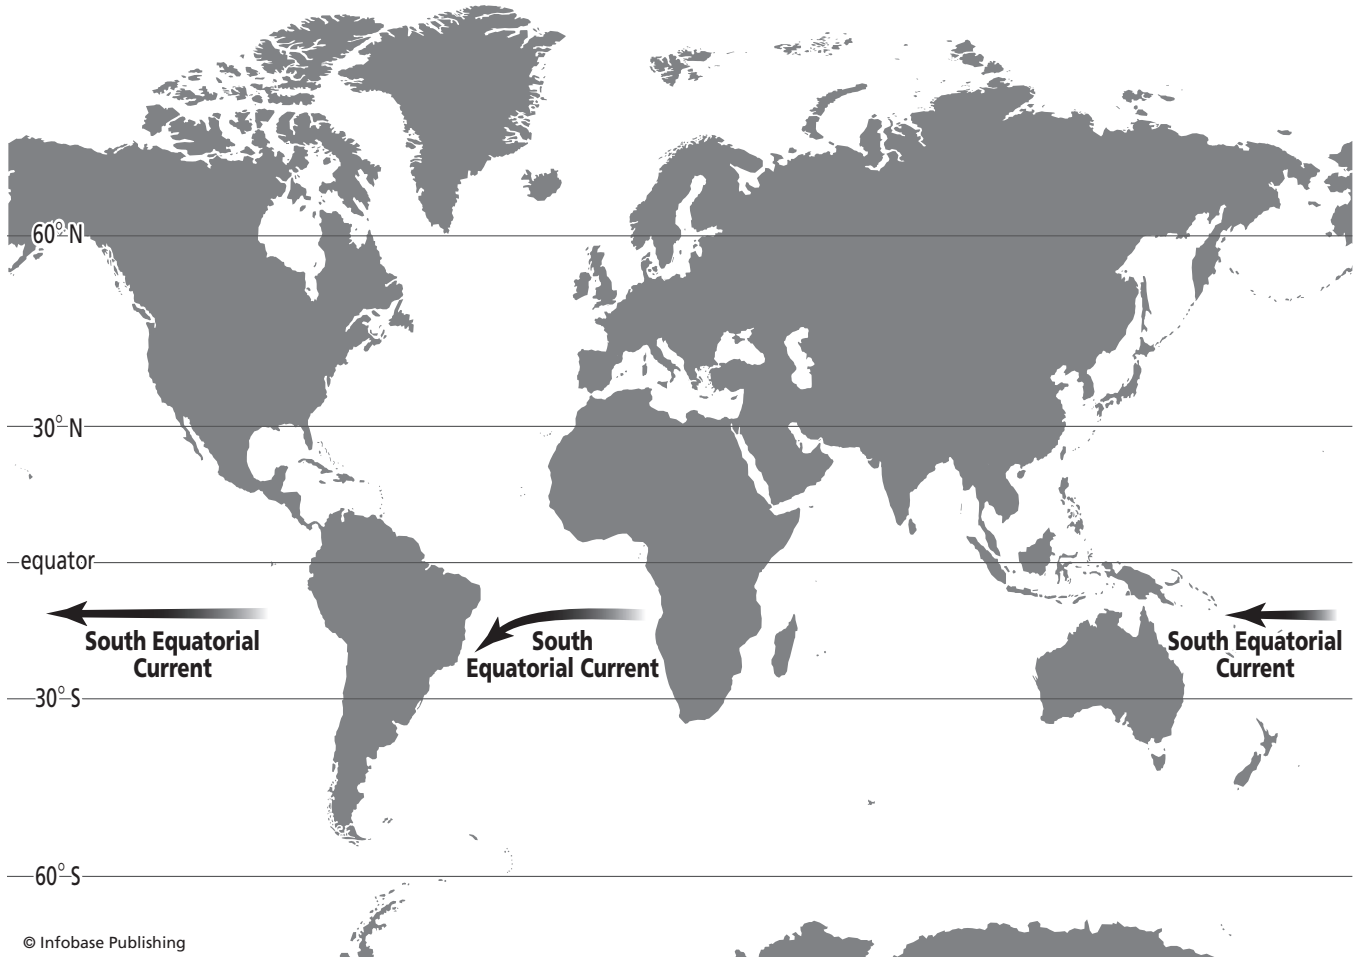 60° N
30° N
equator
South Equatorial
Current
South
Equatorial Current
South Equatorial
Current
30° S
60° S
© Infobase Publishing